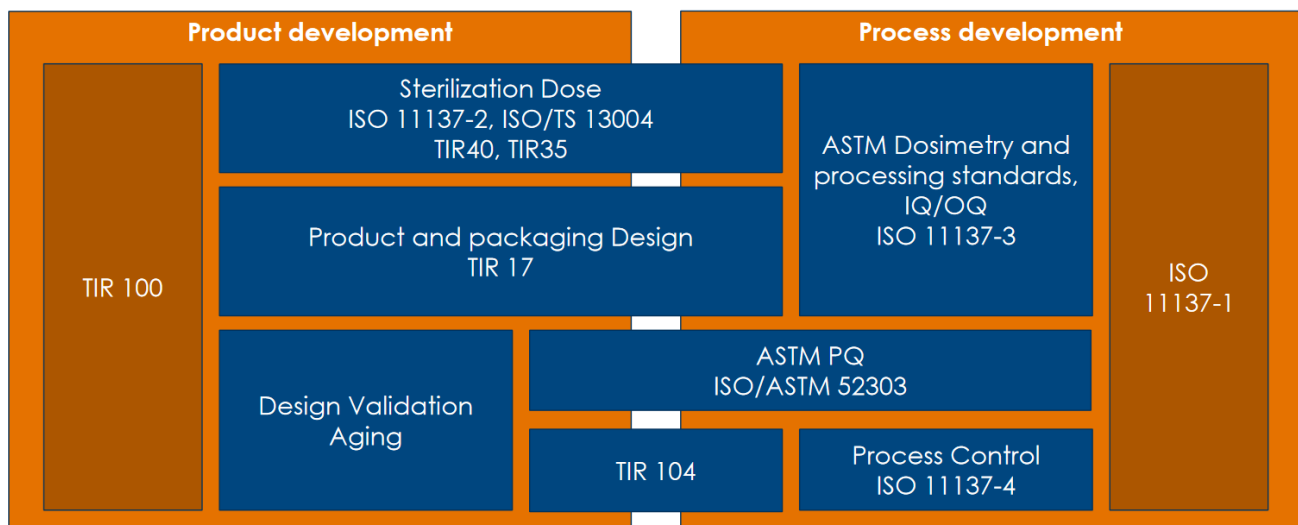 Product development
Process development
TIR 100
Sterilization Dose
ISO 11137-2, ISO/TS 13004
TIR40, TIR35
Product and packaging Design
TIR 17
ASTM Dosimetry and
processing standards,
IQ/OQ
ISO 11137-3
ISO
11137-1
Design Validation
Aging
ASTM PQ
ISO/ASTM 52303
TIR 104
Process Control
ISO 11137-4